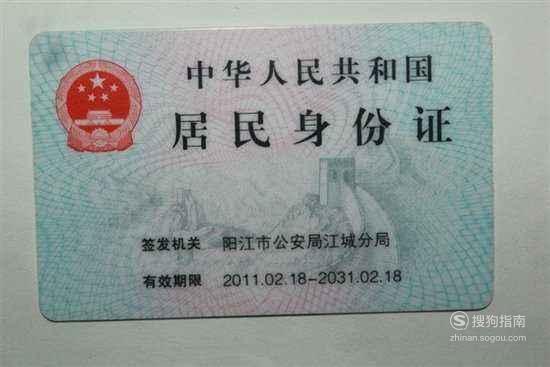 中华人民共和国
居民身份证
签发机关 阳江市公安局江城分局
有效期限 2011.02.18-2031.02.18
搜狗指南
zhinan.sogou.com